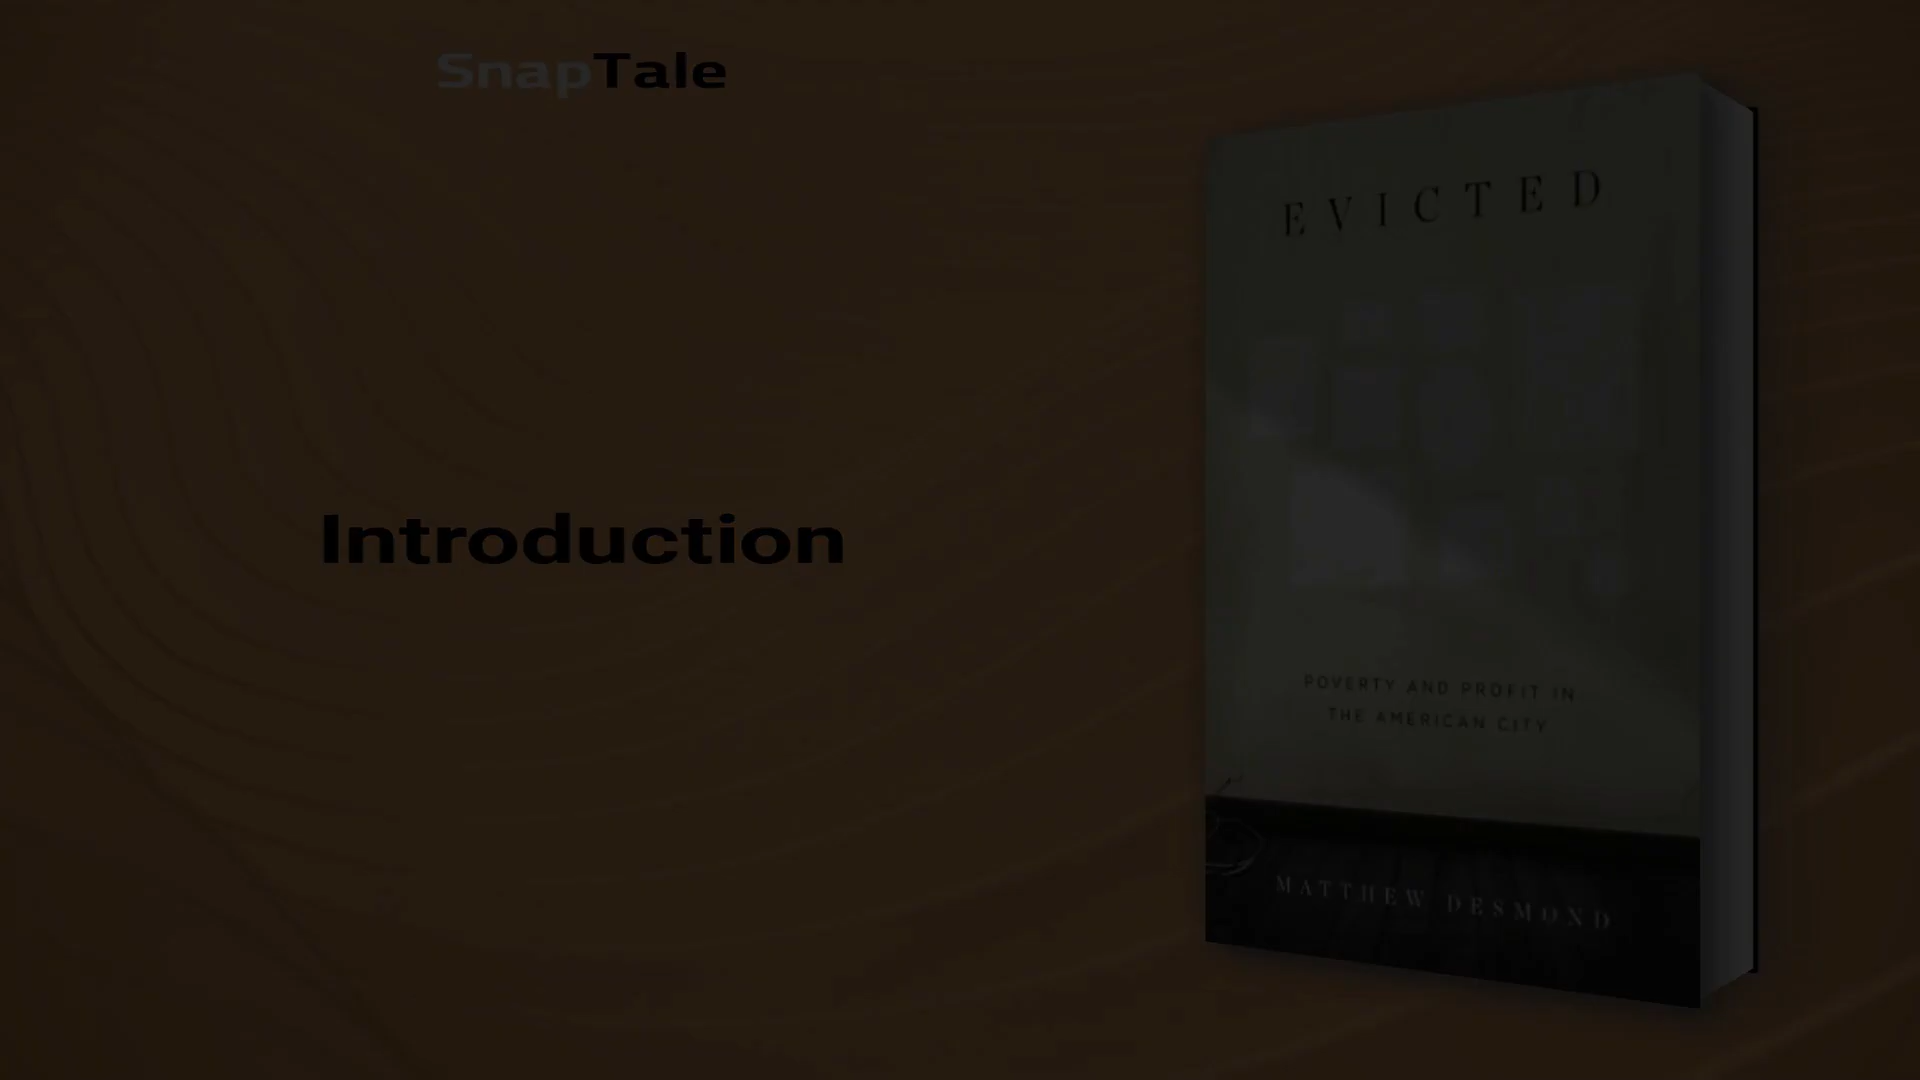 SnapTale
Introduction
EVICTED
POVERTY AND PROFIT IN
THE AMERICAN CITY
MATTHEW DESMOND